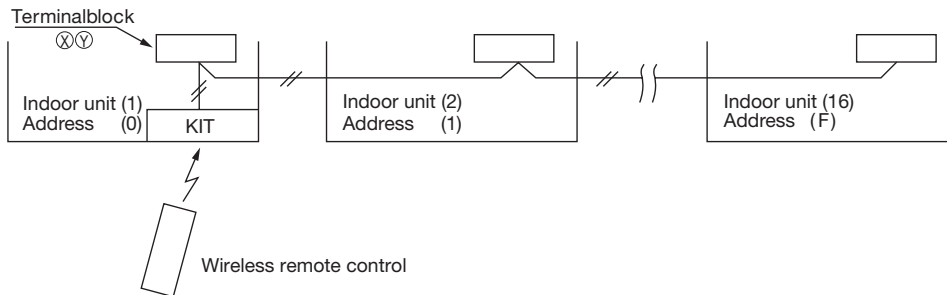 Terminalblock
ⓍⓎ
Indoor unit (1)
Address (0)
KIT
Indoor unit (2)
Address (1)
Indoor unit (16)
Address (F)
Wireless remote control